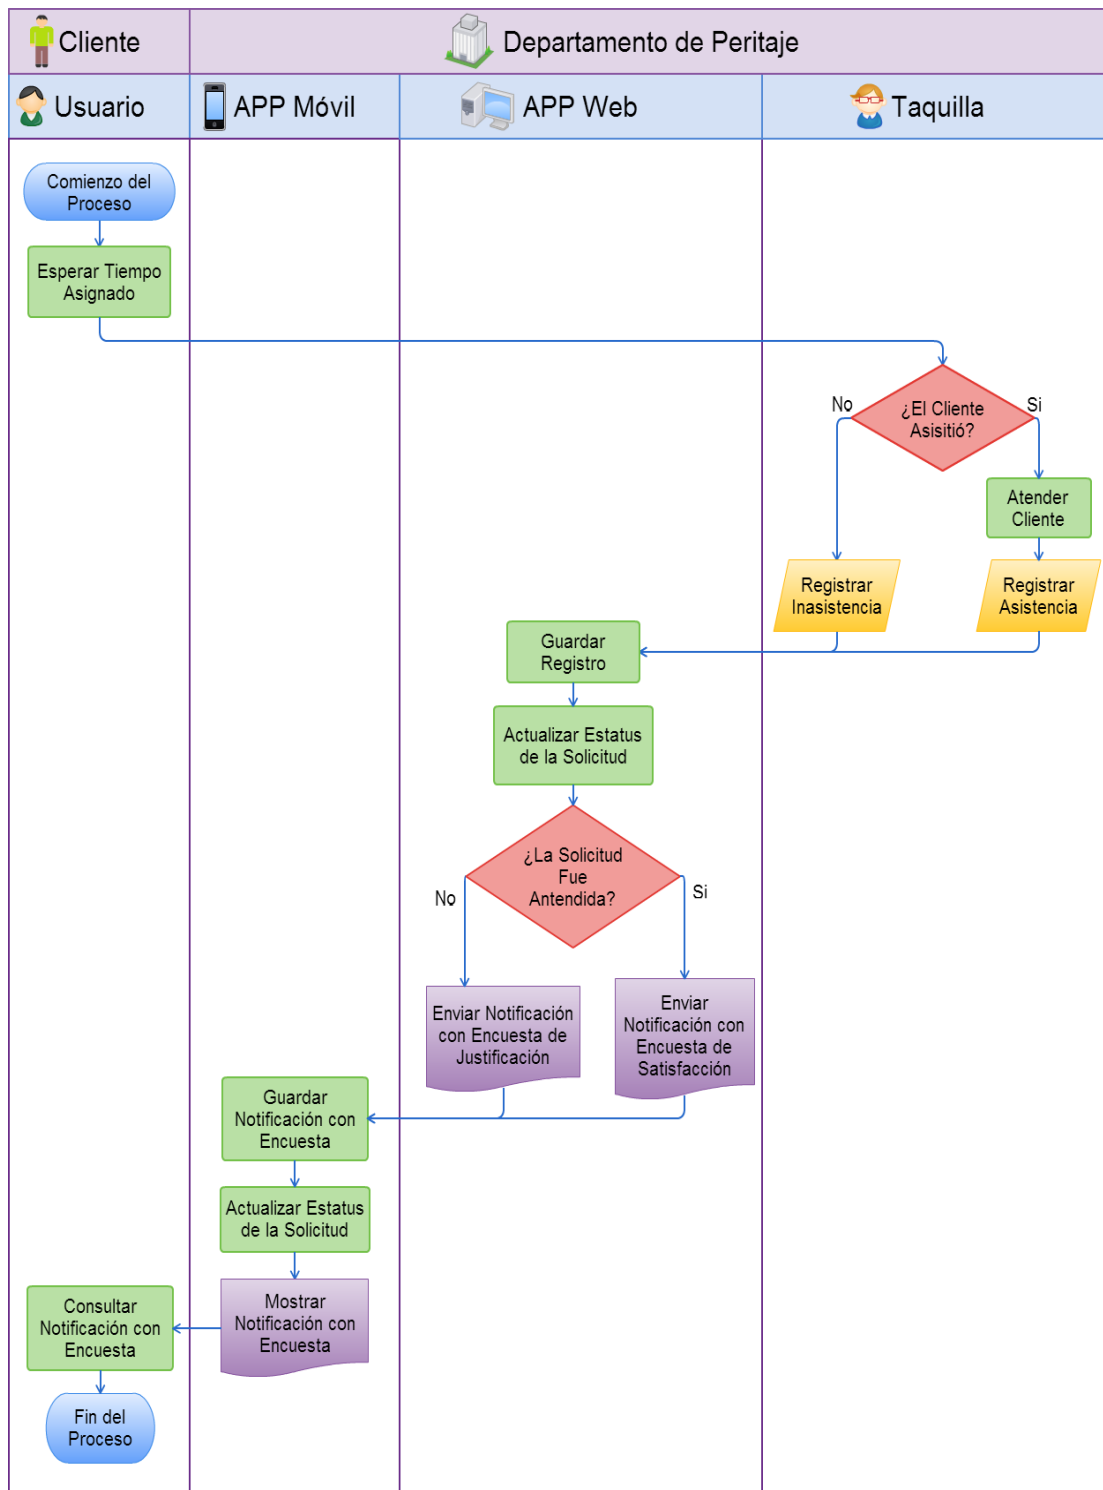 Cliente
Departamento de Peritaje
Usuario
APP Móvil
APP Web
Taquilla
Comienzo del
Proceso
Esperar Tiempo
Asignado
¿El Cliente
Asisitió?
No
Si
Atender
Cliente
Registrar
Inasistencia
Registrar
Asistencia
Guardar
Registro
Actualizar Estatus
de la Solicitud
¿La Solicitud
Fue
Antendida?
No
Si
Enviar Notificación
con Encuesta de
Justificación
Enviar
Notificación con
Encuesta de
Satisfacción
Guardar
Notificación con
Encuesta
Actualizar Estatus
de la Solicitud
Mostrar
Notificación con
Encuesta
Consultar
Notificación con
Encuesta
Fin del
Proceso